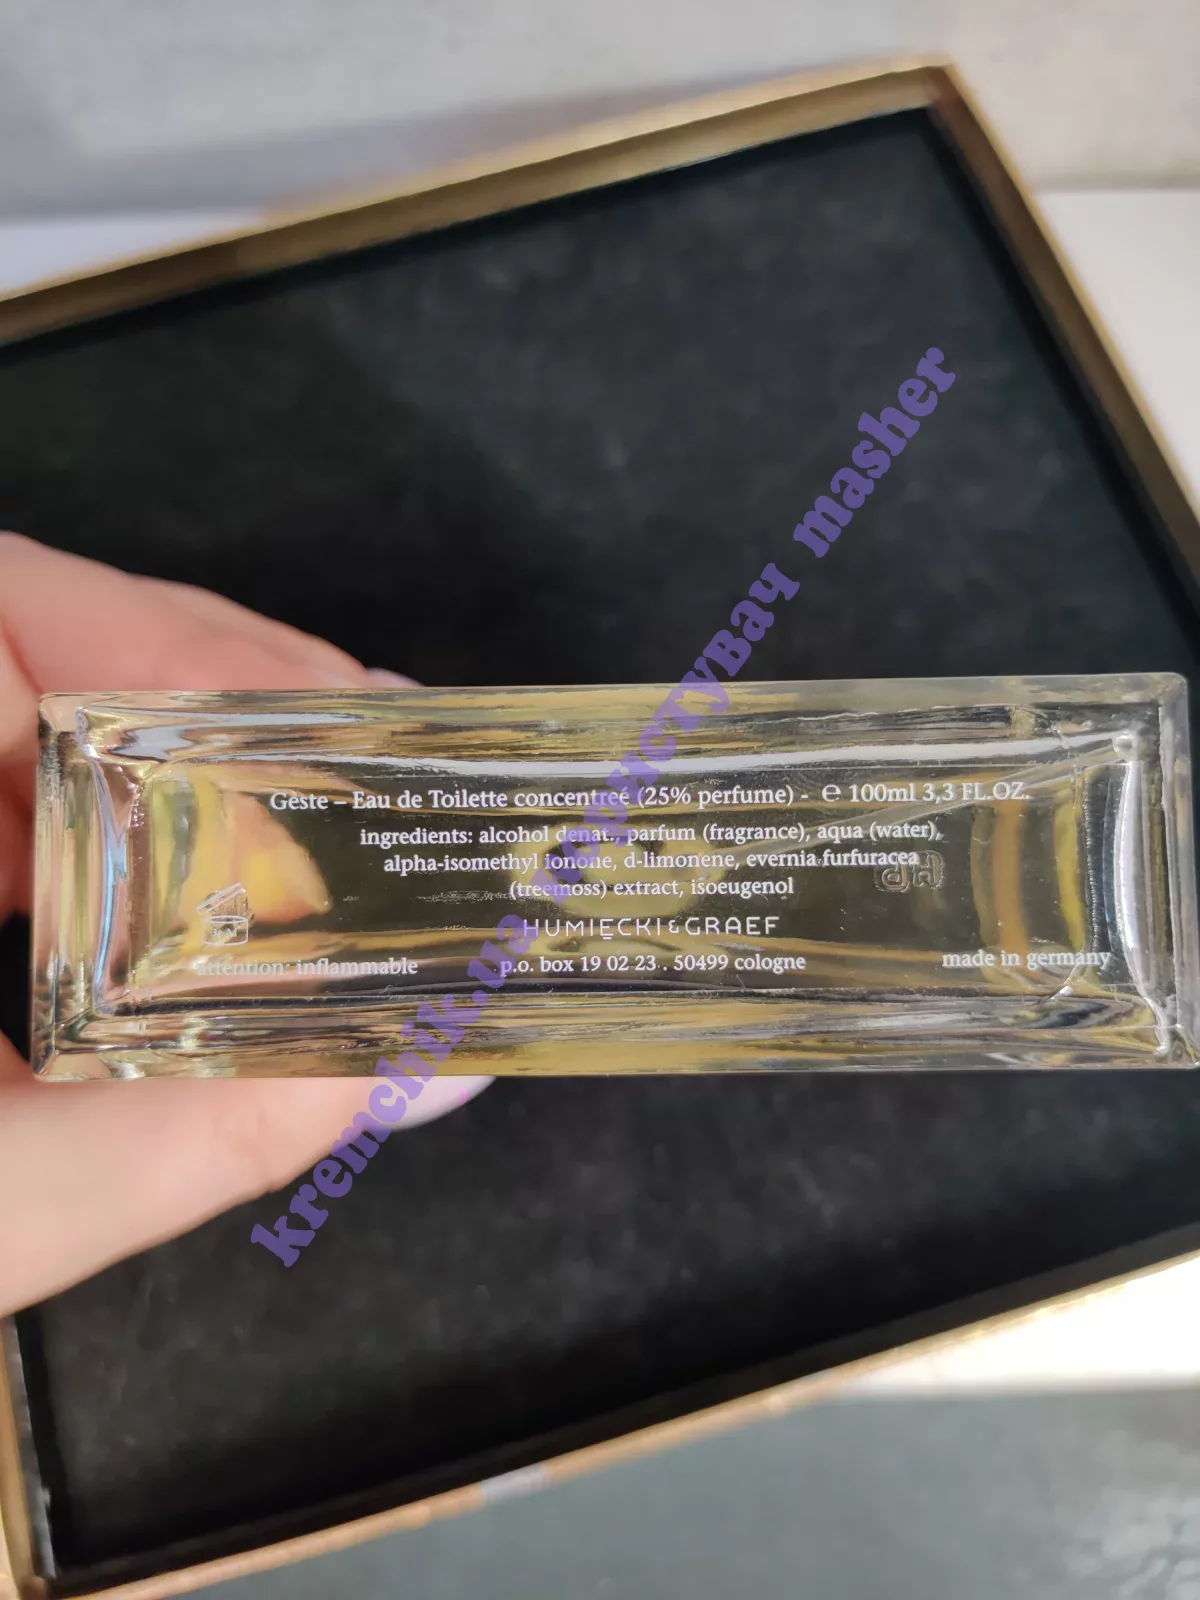 Geste – Eau de Toilette concentreé (25% perfume) - ℮ 100ml 3,3 FL.OZ.
ingredients: alcohol denat., parfum (fragrance), aqua (water),
alpha-isomethyl ionone, d-limonene, evernia furfuracea
(treemoss) extract, isoeugenol
HUMIĘCKI & GRAEF
attention: inflammable p.o. box 19 02 23 . 50499 cologne made in germany
kremchik.ua користувач masher